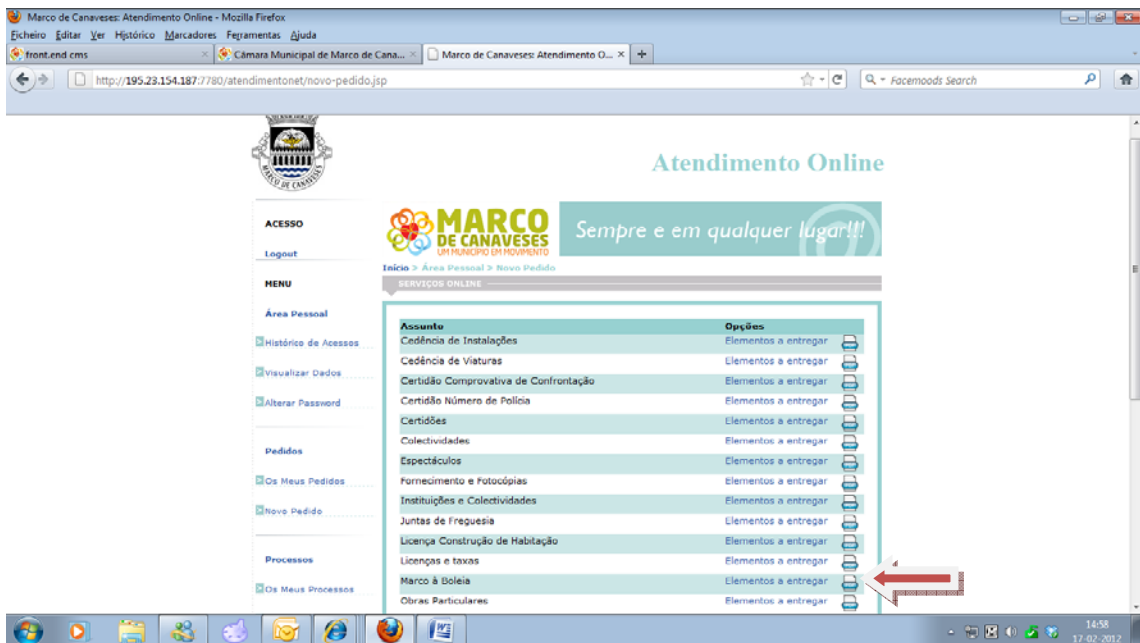 Marco de Canaveses: Atendimento Online - Mozilla Firefox
Ficheiro Editar Ver Histórico Marcadores Ferramentas Ajuda
front.end cms
Câmara Municipal de Marco de Cana...
Marco de Canaveses: Atendimento O...
http://195.23.154.187:7780/atendimentonet/novo-pedido.jsp
Facemoods Search
MARCO DE CANAVESES
Atendimento Online
ACESSO
Logout
MARCO
DE CANAVESES
UM MUNICÍPIO EM MOVIMENTO
Sempre e em qualquer lugar!!!
@
Início > Área Pessoal > Novo Pedido
SERVIÇOS ONLINE
MENU
Área Pessoal
Histórico de Acessos
Visualizar Dados
Alterar Password
Pedidos
Os Meus Pedidos
Novo Pedido
Processos
Os Meus Processos
Assunto Opções
Cedência de Instalações Elementos a entregar
Cedência de Viaturas Elementos a entregar
Certidão Comprovativa de Confrontação Elementos a entregar
Certidão Número de Polícia Elementos a entregar
Certidões Elementos a entregar
Colectividades Elementos a entregar
Espectáculos Elementos a entregar
Fornecimento e Fotocópias Elementos a entregar
Instituições e Colectividades Elementos a entregar
Juntas de Freguesia Elementos a entregar
Licença Construção de Habitação Elementos a entregar
Licenças e taxas Elementos a entregar
Marco à Boleia Elementos a entregar
Obras Particulares Elementos a entregar
14:58
17-02-2012